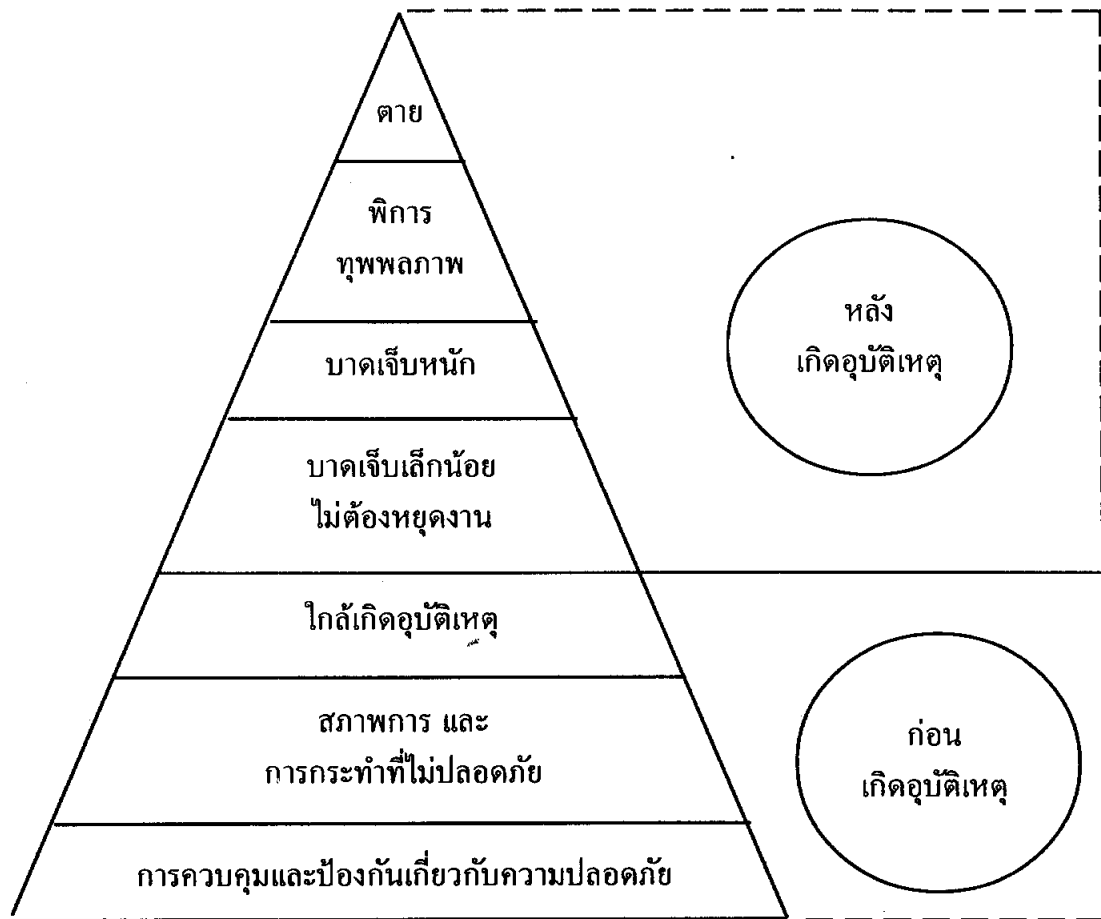 ตาย
พิการ
ทุพพลภาพ
บาดเจ็บหนัก
บาดเจ็บเล็กน้อย
ไม่ต้องหยุดงาน
ใกล้เกิดอุบัติเหตุ
สภาพการ และ
การกระทำที่ไม่ปลอดภัย
การควบคุมและป้องกันเกี่ยวกับความปลอดภัย
หลัง
เกิดอุบัติเหตุ
ก่อน
เกิดอุบัติเหตุ